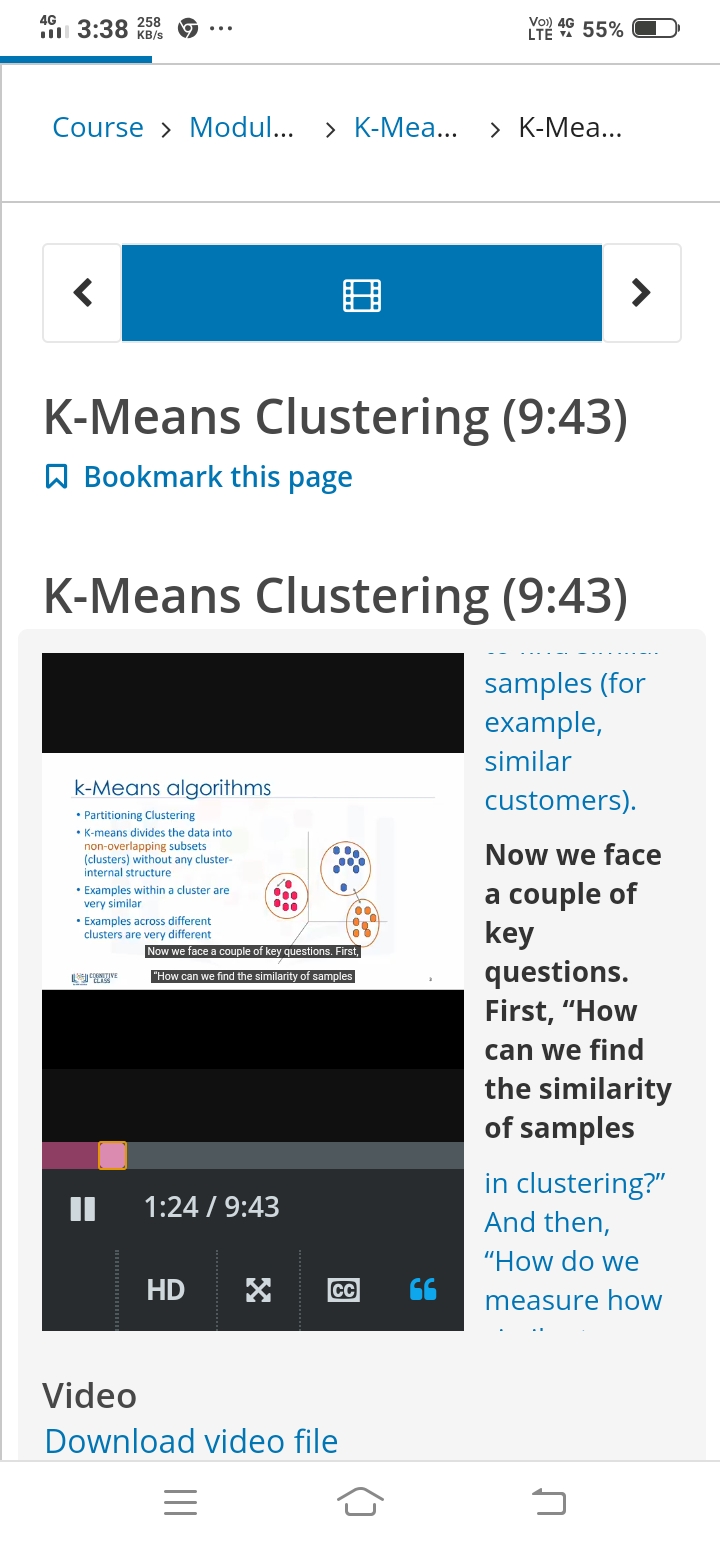 4G 3:38 258 KB/s ... Vo)) LTE 4G 55%
Course > Modul... > K-Mea... > K-Mea...
K-Means Clustering (9:43)
Bookmark this page
K-Means Clustering (9:43)
k-Means algorithms
• Partitioning Clustering
• K-means divides the data into
non-overlapping subsets
(clusters) without any cluster-
internal structure
• Examples within a cluster are
very similar
• Examples across different
clusters are very different
Now we face a couple of key questions. First,
"How can we find the similarity of samples
COGNITIVE
CLASS
3
1:24 / 9:43
HD CC
samples (for
example,
similar
customers).
Now we face
a couple of
key
questions.
First, “How
can we find
the similarity
of samples
in clustering?”
And then,
“How do we
measure how
Video
Download video file